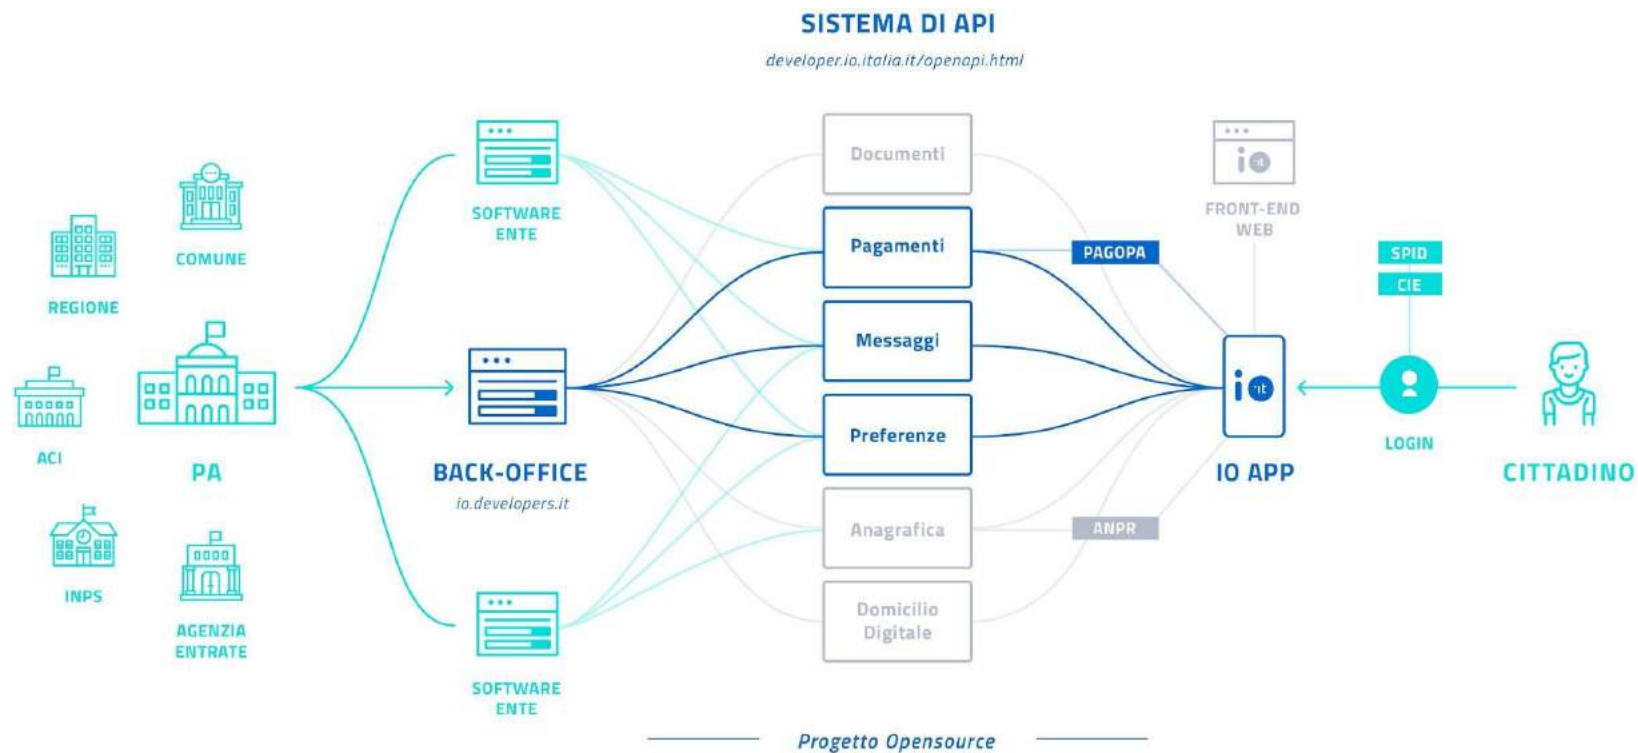 SISTEMA DI API
developer.io.italia.it/openapi.html
COMUNE
REGIONE
ACI
PA
INPS
AGENZIA
ENTRATE
SOFTWARE
ENTE
BACK-OFFICE
io.developers.it
SOFTWARE
ENTE
Documenti
Pagamenti
Messaggi
Preferenze
Anagrafica
Domicilio
Digitale
PAGOPA
ANPR
io
FRONT-END
WEB
io
IO APP
SPID
CIE
LOGIN
CITTADINO
Progetto Opensource